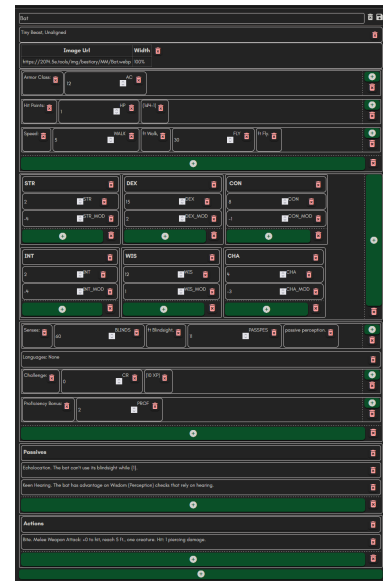 Bat
Tiny Beast, Unaligned
Image Url Width
https://2014.5e.tools/img/bestiary/MM/Bat.webp 100%
Armor Class: 12 AC
Hit Points: 1 HP (1d4-1)
Speed: 5 WALK ft Walk, 30 FLY ft Fly
STR DEX CON
2 STR 15 DEX 8 CON
-4 STR_MOD 2 DEX_MOD -1 CON_MOD
INT WIS CHA
2 INT 12 WIS 4 CHA
-4 INT_MOD 1 WIS_MOD -3 CHA_MOD
Senses: 60 BLINDS ft Blindsight, PASSPES passive perception.
Languages: None
Challenge: 0 CR (10 XP)
Proficiency Bonus: 2 PROF
Passives
Echolocation. The bat can't use its blindsight while
Keen Hearing. The bat has advantage on Wisdom (Perception) checks that rely on hearing.
Actions
Bite. Melee Weapon Attack: +0 to hit, reach 5 ft., one creature. Hit: 1 piercing damage.